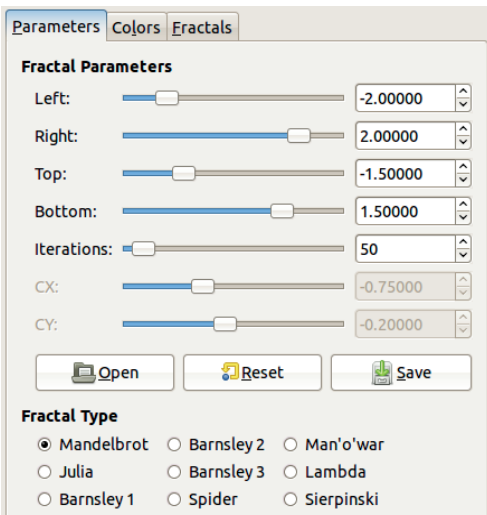 Parameters Colors Fractals
Fractal Parameters
Left: -2.00000
Right: 2.00000
Top: -1.50000
Bottom: 1.50000
Iterations: 50
CX: -0.75000
CY: -0.20000
Open Reset Save
Fractal Type
Mandelbrot Barnsley 2 Man'o'war
Julia Barnsley 3 Lambda
Barnsley 1 Spider Sierpinski